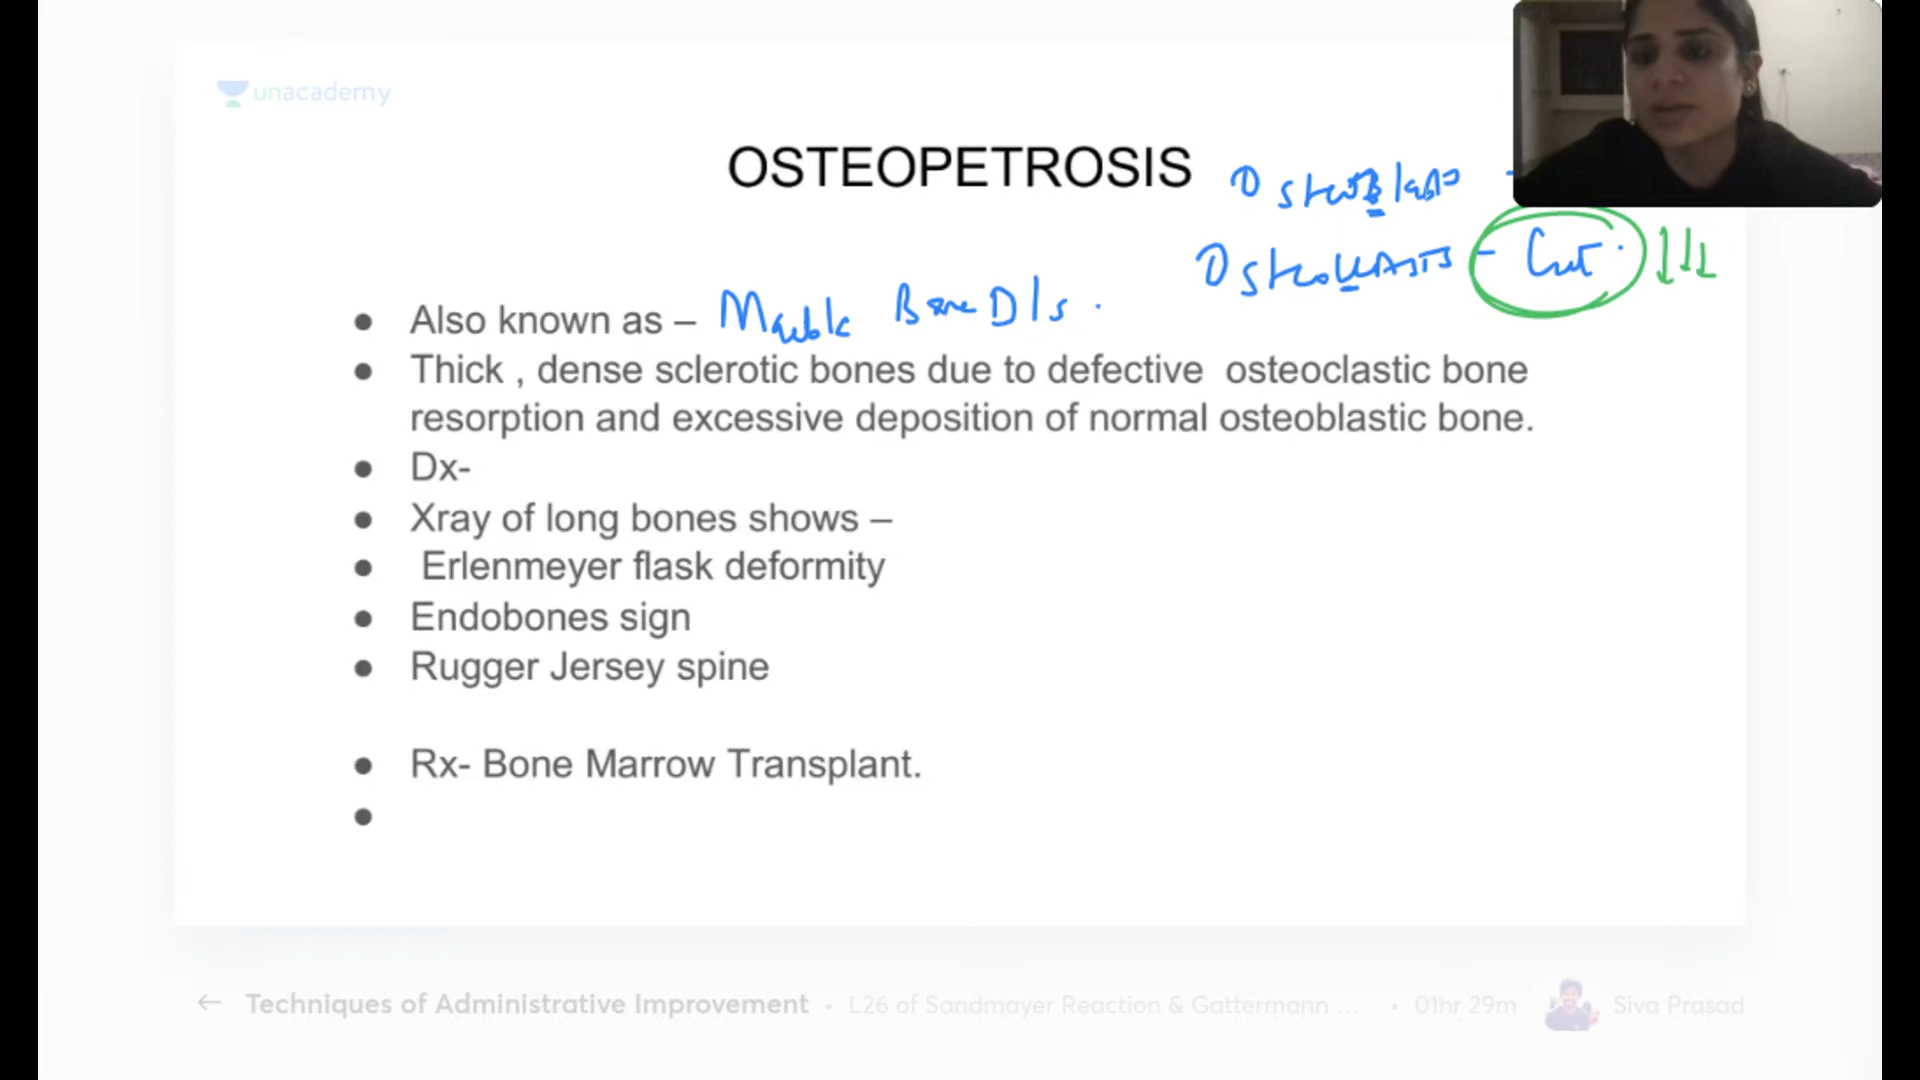 unacademy
OSTEOPETROSIS
Osteoblasts -
Osteoclasts - Cut.
• Also known as – Marble Bone D/s.
• Thick , dense sclerotic bones due to defective osteoclastic bone
resorption and excessive deposition of normal osteoblastic bone.
• Dx-
• Xray of long bones shows –
• Erlenmeyer flask deformity
• Endobones sign
• Rugger Jersey spine
• Rx- Bone Marrow Transplant.
•
← Techniques of Administrative Improvement • L26 of Sandmayer Reaction & Gattermann ... • 01hr 29m Siva Prasad